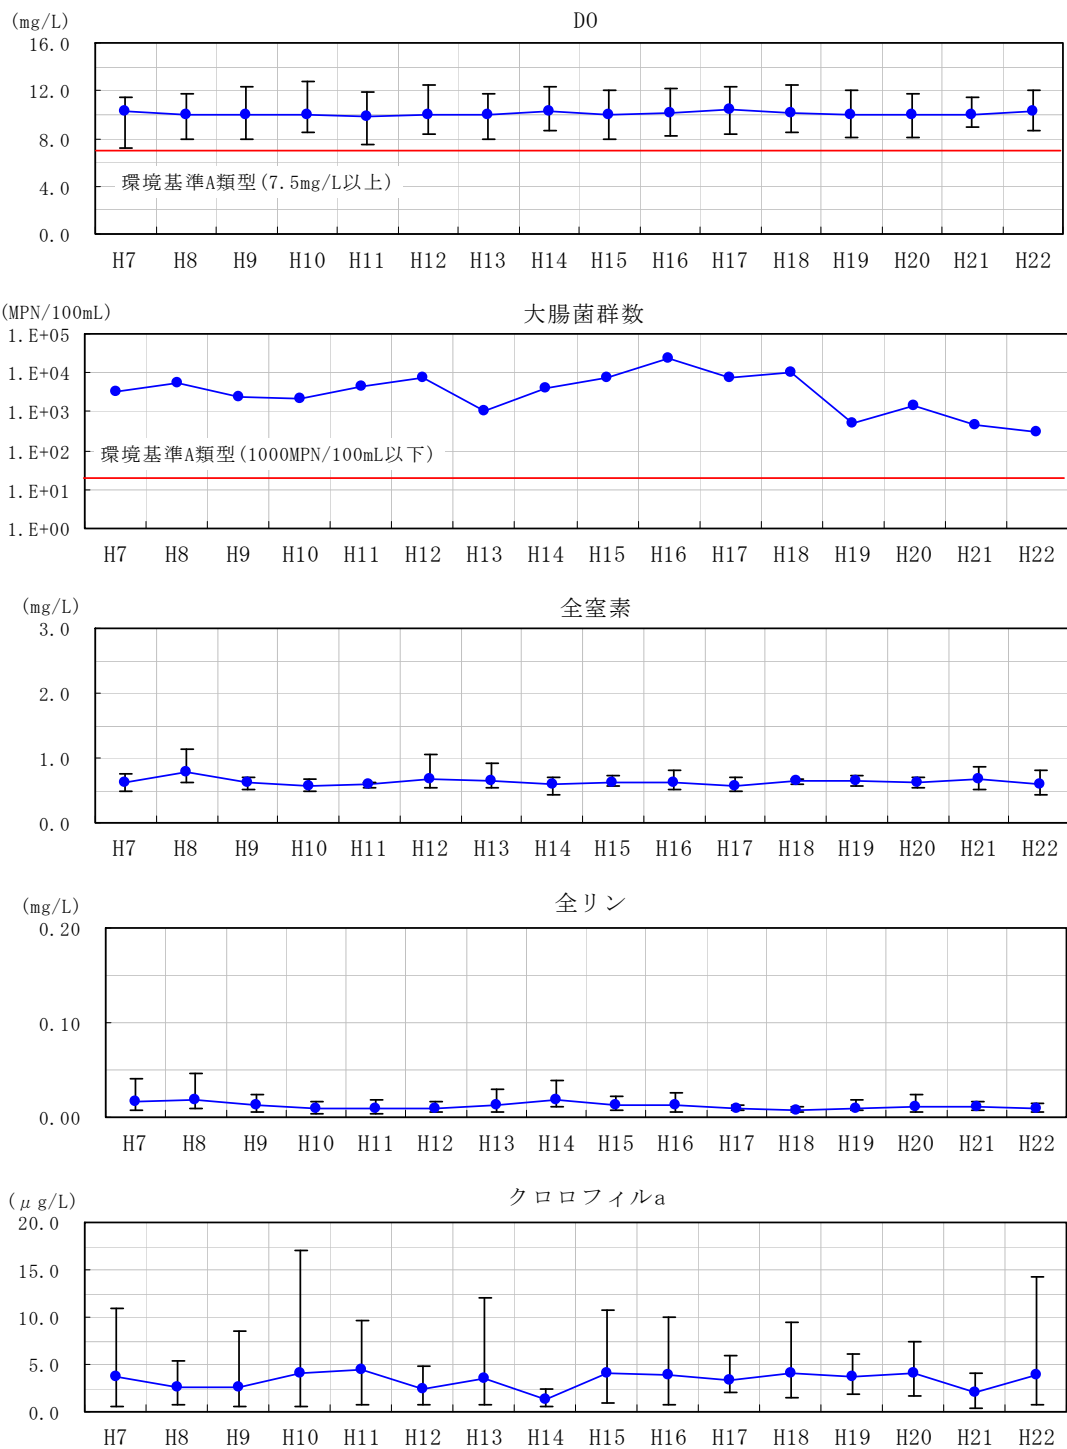 (mg/L)
DO
16.0
12.0
8.0
環境基準A類型(7.5mg/L以上)
4.0
0.0
H7 H8 H9 H10 H11 H12 H13 H14 H15 H16 H17 H18 H19 H20 H21 H22
(MPN/100mL)
大腸菌群数
1.E+05
1.E+04
1.E+03
1.E+02
環境基準A類型(1000MPN/100mL以下)
1.E+01
1.E+00
H7 H8 H9 H10 H11 H12 H13 H14 H15 H16 H17 H18 H19 H20 H21 H22
(mg/L)
全窒素
3.0
2.0
1.0
0.0
H7 H8 H9 H10 H11 H12 H13 H14 H15 H16 H17 H18 H19 H20 H21 H22
(mg/L)
全リン
0.20
0.10
0.00
H7 H8 H9 H10 H11 H12 H13 H14 H15 H16 H17 H18 H19 H20 H21 H22
(μg/L)
クロロフィルa
20.0
15.0
10.0
5.0
0.0
H7 H8 H9 H10 H11 H12 H13 H14 H15 H16 H17 H18 H19 H20 H21 H22